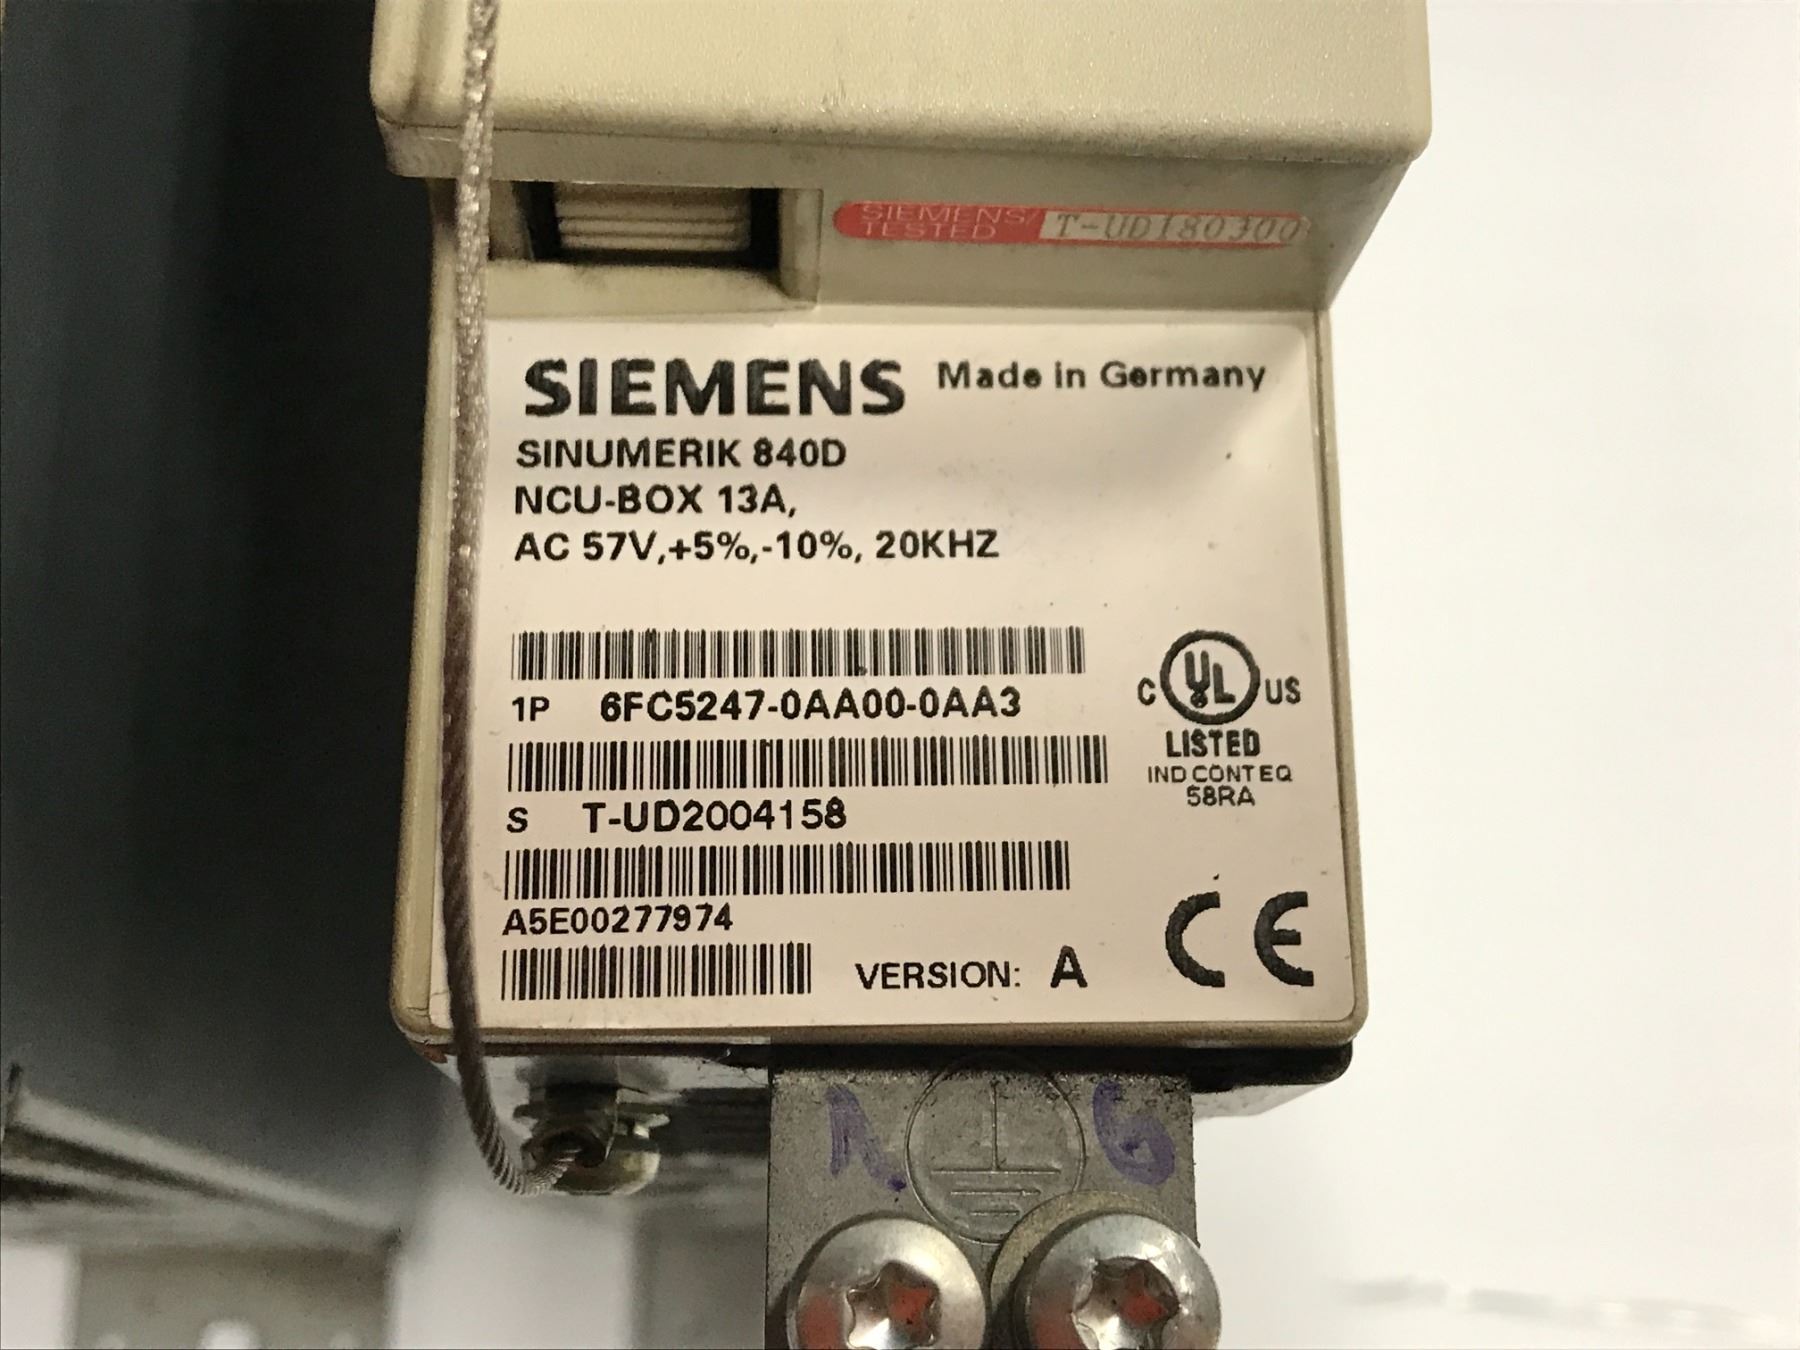 SIEMENS/ T-UD180300
TESTED
SIEMENS Made in Germany
SINUMERIK 840D
NCU-BOX 13A,
AC 57V,+5%,-10%, 20KHZ
1P 6FC5247-0AA00-0AA3
C UL US
LISTED
IND CONT EQ
58RA
S T-UD2004158
A5E00277974
VERSION: A
CE